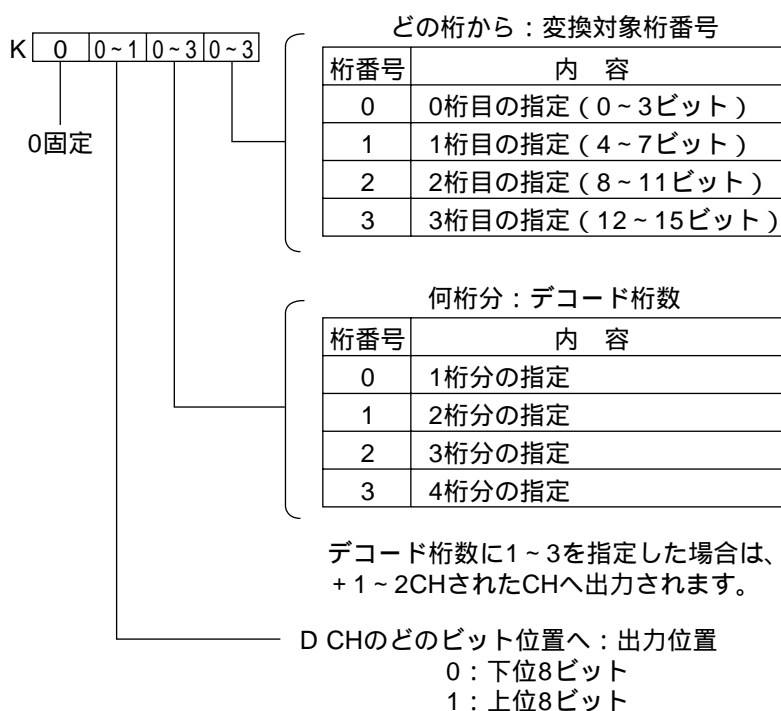 K 0 0~1 0~3 0~3
0固定
どの桁から：変換対象桁番号
桁番号 内 容
0 0桁目の指定（0~3ビット）
1 1桁目の指定（4~7ビット）
2 2桁目の指定（8~11ビット）
3 3桁目の指定（12~15ビット）
何桁分：デコード桁数
桁番号 内 容
0 1桁分の指定
1 2桁分の指定
2 3桁分の指定
3 4桁分の指定
デコード桁数に1~3を指定した場合は、
+1~2CHされたCHへ出力されます。
D CHのどのビット位置へ：出力位置
0：下位8ビット
1：上位8ビット